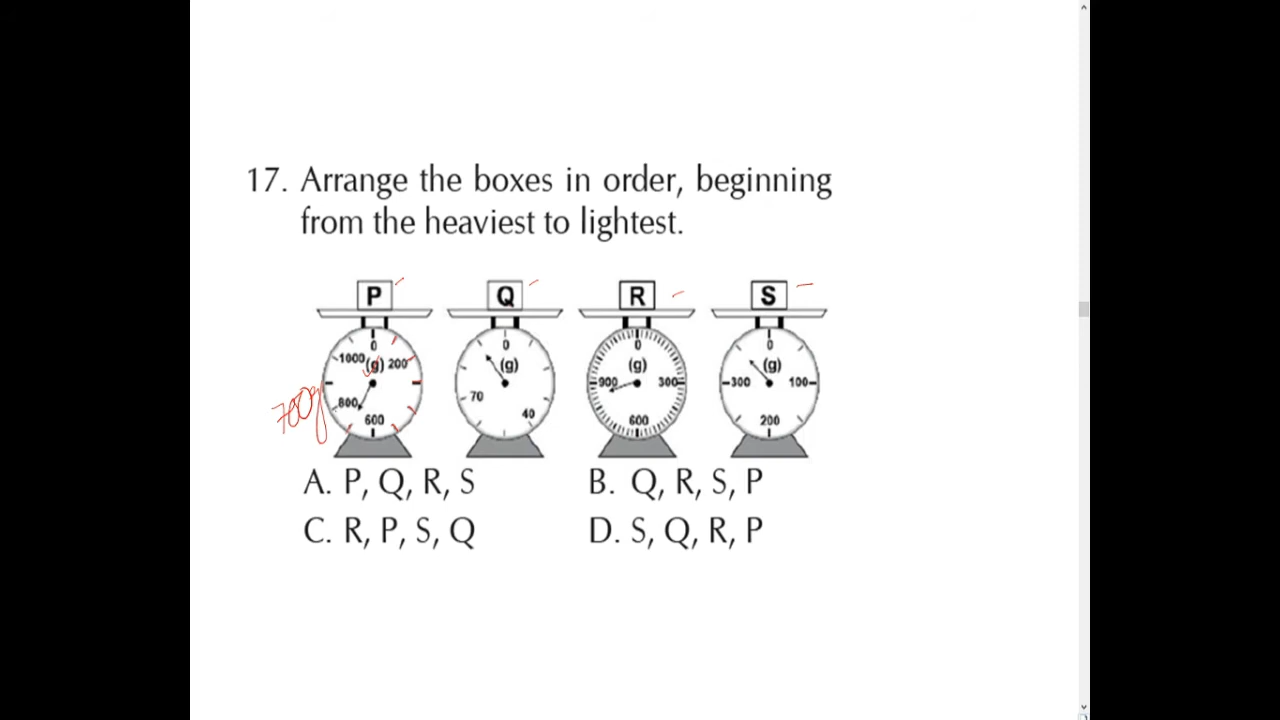 17. Arrange the boxes in order, beginning
from the heaviest to lightest.
P Q R S
0 0 0 0
1000 (g) 200 (g) (g) (g)
70 900 300 300 100
800 40
600 600 200
700g
A. P, Q, R, S B. Q, R, S, P
C. R, P, S, Q D. S, Q, R, P